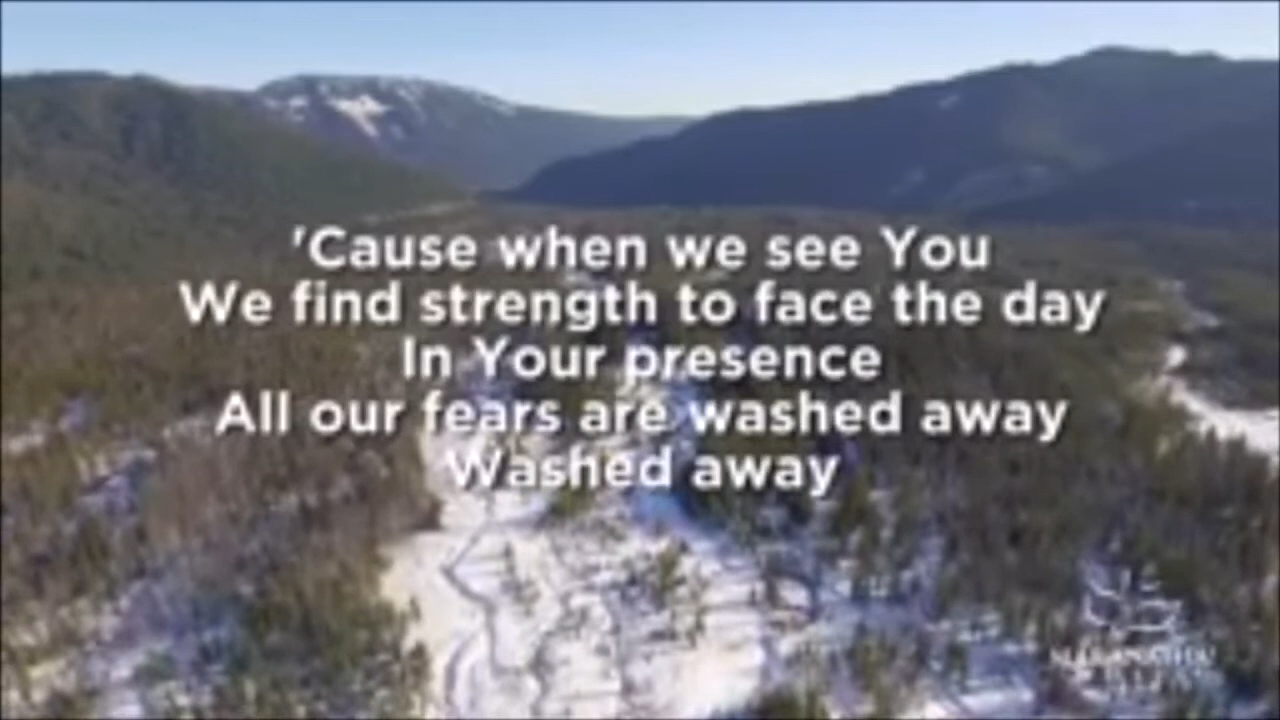 'Cause when we see You
We find strength to face the day
In Your presence
All our fears are washed away
Washed away